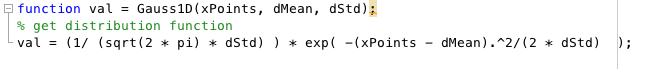 function val = Gauss1D(xPoints, dMean, dStd);
% get distribution function
val = (1/ (sqrt(2 * pi) * dStd) ) * exp( -(xPoints - dMean).^2/(2 * dStd)  );